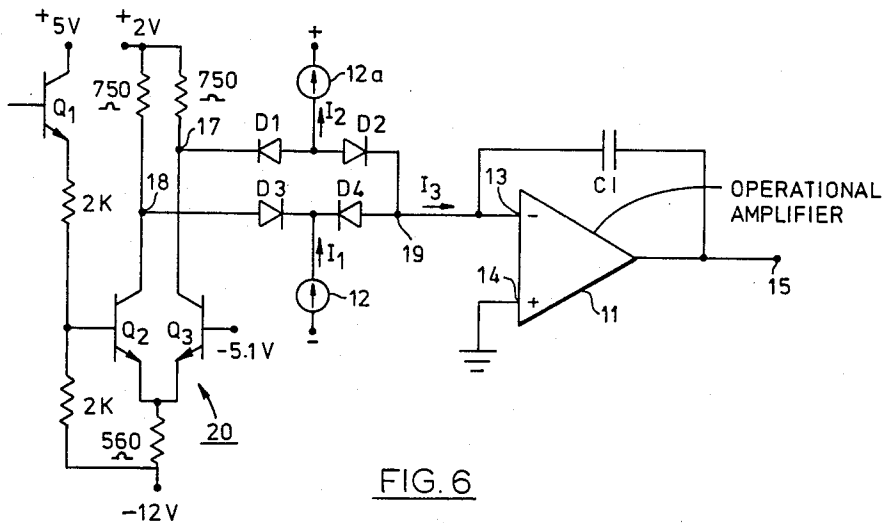 +5V
+2V
+
750 Ω
750 Ω
12a
Q1
17
D1
I2
D2
C1
2K
18
D3
D4
I3
13
−
OPERATIONAL
AMPLIFIER
19
I1
14
+
11
15
12
−
Q2
Q3
−5.1V
2K
20
560 Ω
−12V
FIG. 6